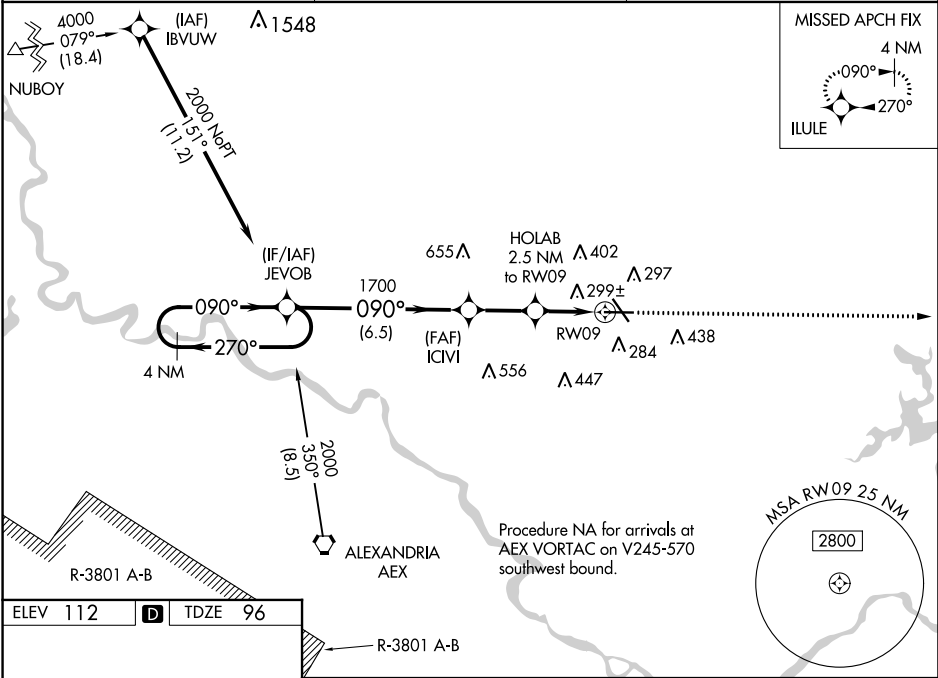 4000
079°
(18.4)
NUBOY
(IAF)
IBVUW
1548
2000 NoPT
151°
(11.2)
MISSED APCH FIX
4 NM
090°
270°
ILULE
(IF/IAF)
JEVOB
090°
270°
4 NM
1700
090°
(6.5)
655
(FAF)
ICIVI
HOLAB
2.5 NM
to RW09
402
297
299±
RW09
284
438
556
447
2000
350°
(8.5)
ALEXANDRIA
AEX
Procedure NA for arrivals at
AEX VORTAC on V245-570
southwest bound.
MSA RW09 25 NM
2800
R-3801 A-B
ELEV 112 D TDZE 96
R-3801 A-B